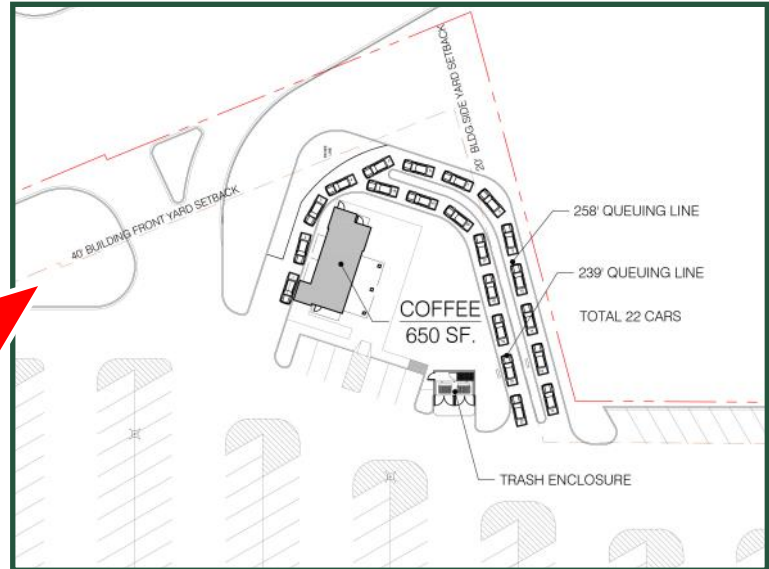 20' BLDG SIDE YARD SETBACK
40' BUILDING FRONT YARD SETBACK
258' QUEUING LINE
239' QUEUING LINE
TOTAL 22 CARS
COFFEE
650 SF.
TRASH ENCLOSURE